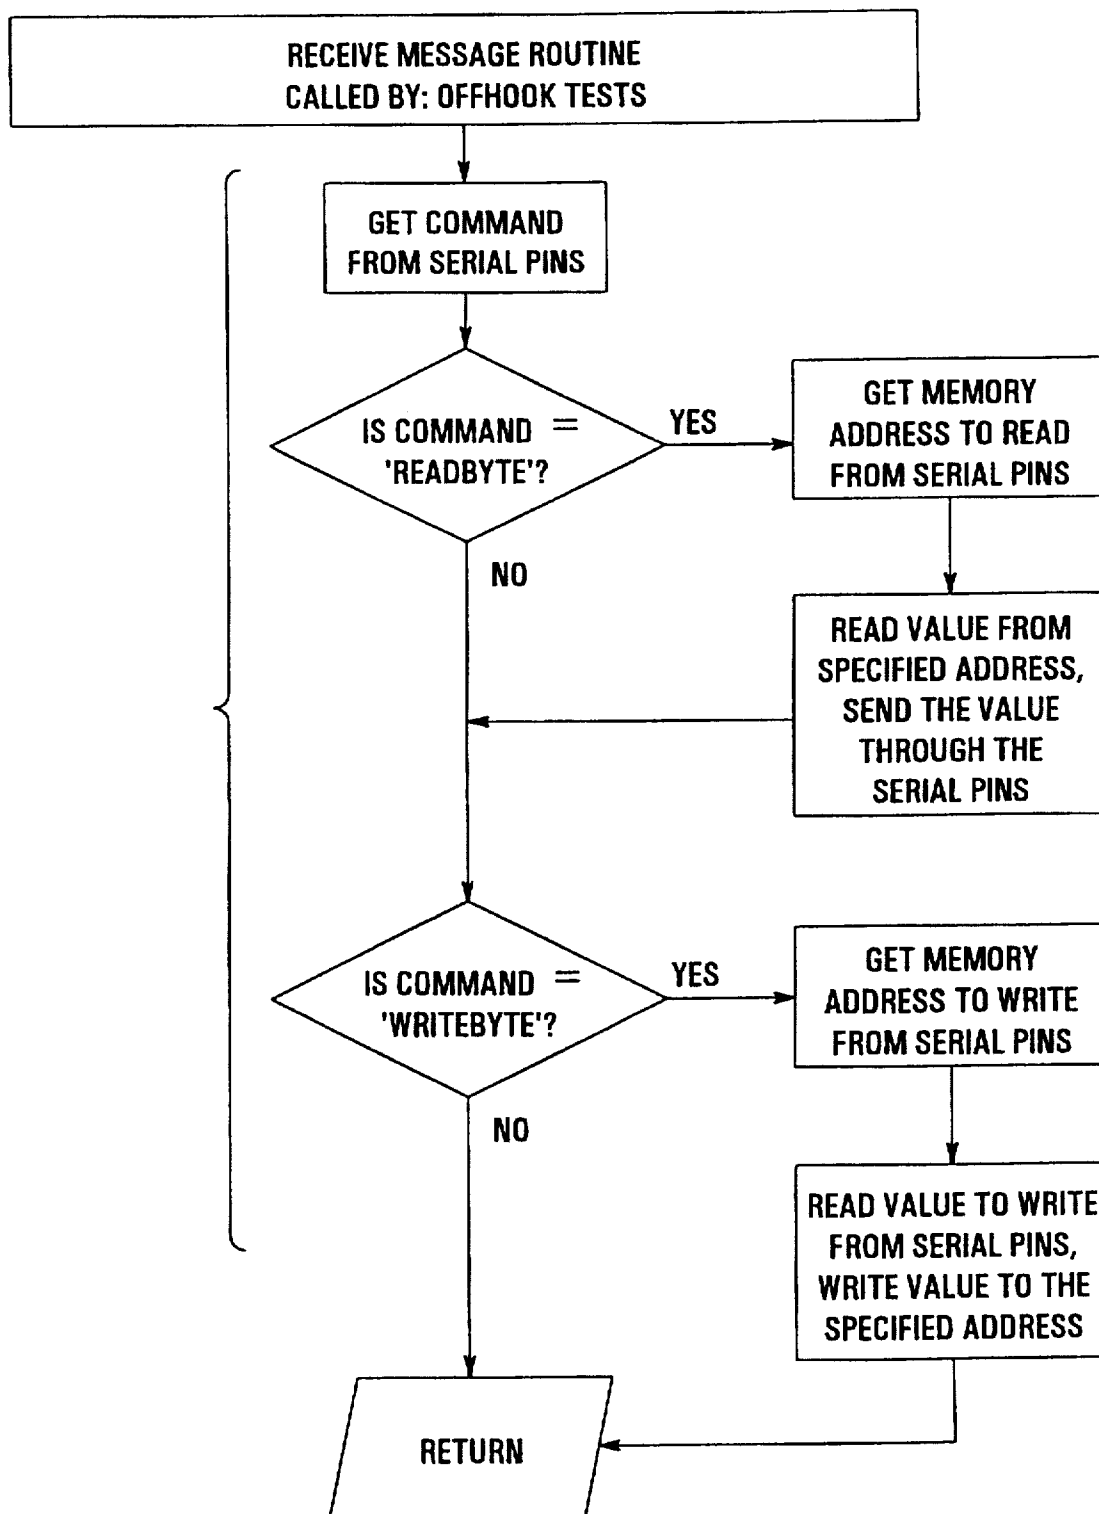 RECEIVE MESSAGE ROUTINE
CALLED BY: OFFHOOK TESTS
GET COMMAND
FROM SERIAL PINS
IS COMMAND =
'READBYTE'?
YES
GET MEMORY
ADDRESS TO READ
FROM SERIAL PINS
NO
READ VALUE FROM
SPECIFIED ADDRESS,
SEND THE VALUE
THROUGH THE
SERIAL PINS
IS COMMAND =
'WRITEBYTE'?
YES
GET MEMORY
ADDRESS TO WRITE
FROM SERIAL PINS
NO
READ VALUE TO WRITE
FROM SERIAL PINS,
WRITE VALUE TO THE
SPECIFIED ADDRESS
RETURN